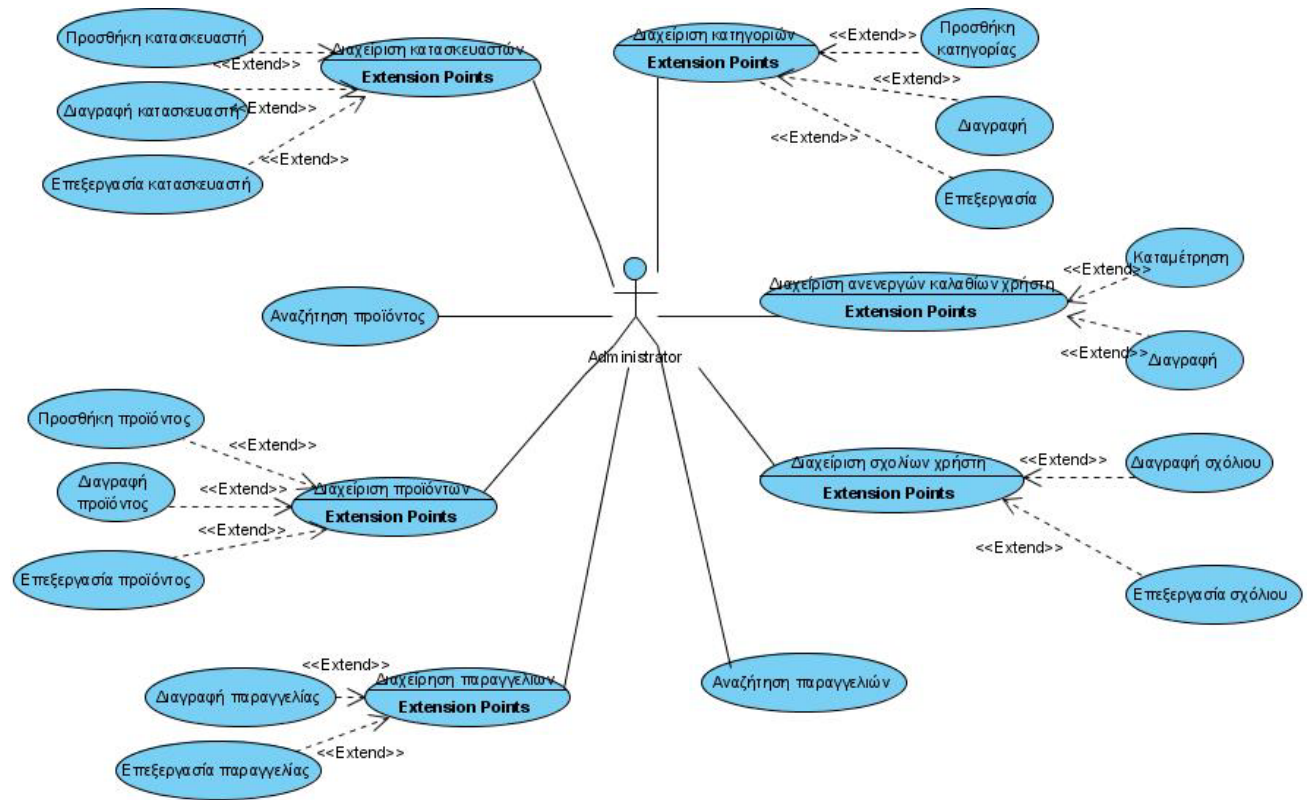 Προσθήκη κατασκευαστή
<<Extend>>
Διαχείριση κατασκευαστών
Extension Points
Διαγραφή κατασκευαστή
<<Extend>>
<<Extend>>
Επεξεργασία κατασκευαστή
Διαχείριση κατηγοριών
Extension Points
<<Extend>>
Προσθήκη
κατηγορίας
<<Extend>>
Διαγραφή
<<Extend>>
Επεξεργασία
Αναζήτηση προϊόντος
Administrator
Διαχείριση ανενεργών καλαθίων χρήστη
Extension Points
<<Extend>>
Καταμέτρηση
<<Extend>>
Διαγραφή
Προσθήκη προϊόντος
<<Extend>>
Διαγραφή
προϊόντος
<<Extend>>
Διαχείριση προϊόντων
Extension Points
<<Extend>>
Επεξεργασία προϊόντος
Διαχείριση σχολίων χρήστη
Extension Points
<<Extend>>
Διαγραφή σχόλιου
<<Extend>>
Επεξεργασία σχόλιου
<<Extend>>
Διαγραφή παραγγελίας
Διαχείρηση παραγγελιών
Extension Points
<<Extend>>
Επεξεργασία παραγγελίας
Αναζήτηση παραγγελιών